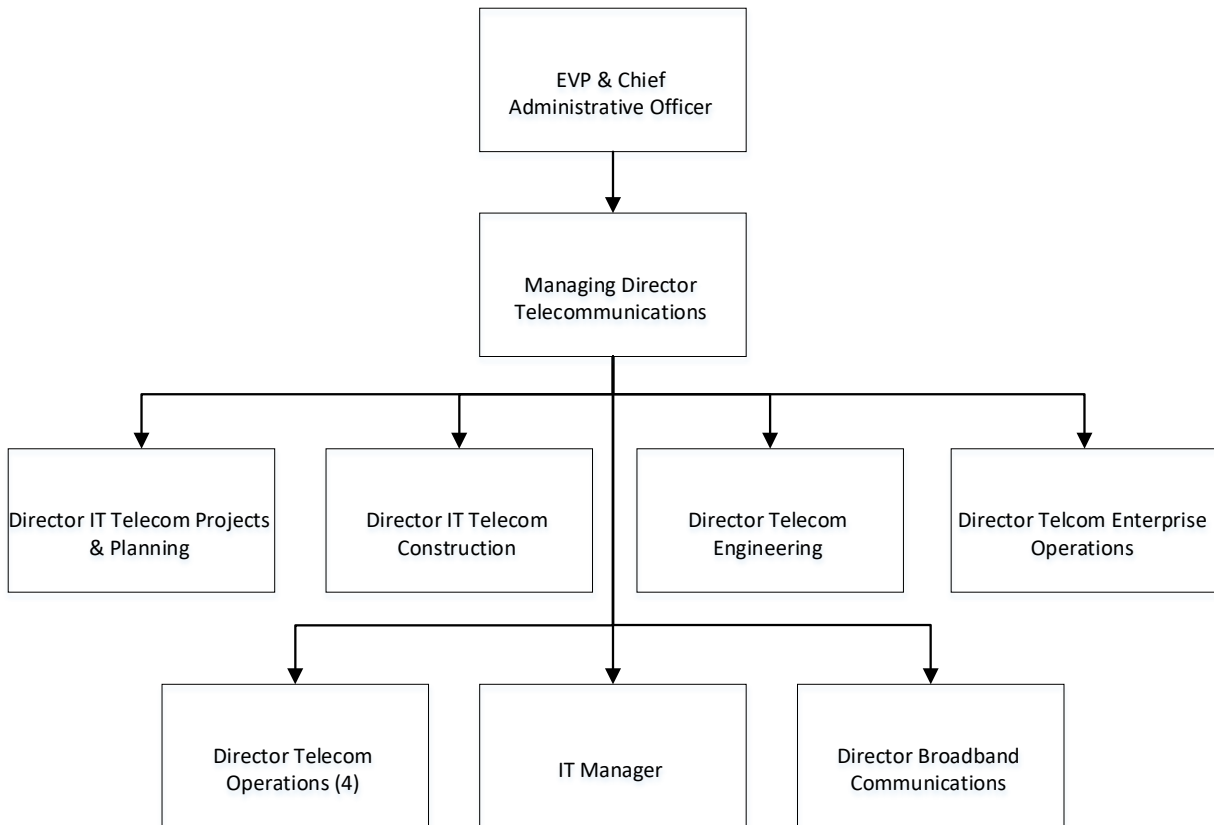 EVP & Chief
Administrative Officer
Managing Director
Telecommunications
Director IT Telecom Projects
& Planning
Director IT Telecom
Construction
Director Telecom
Engineering
Director Telcom Enterprise
Operations
Director Telecom
Operations (4)
IT Manager
Director Broadband
Communications